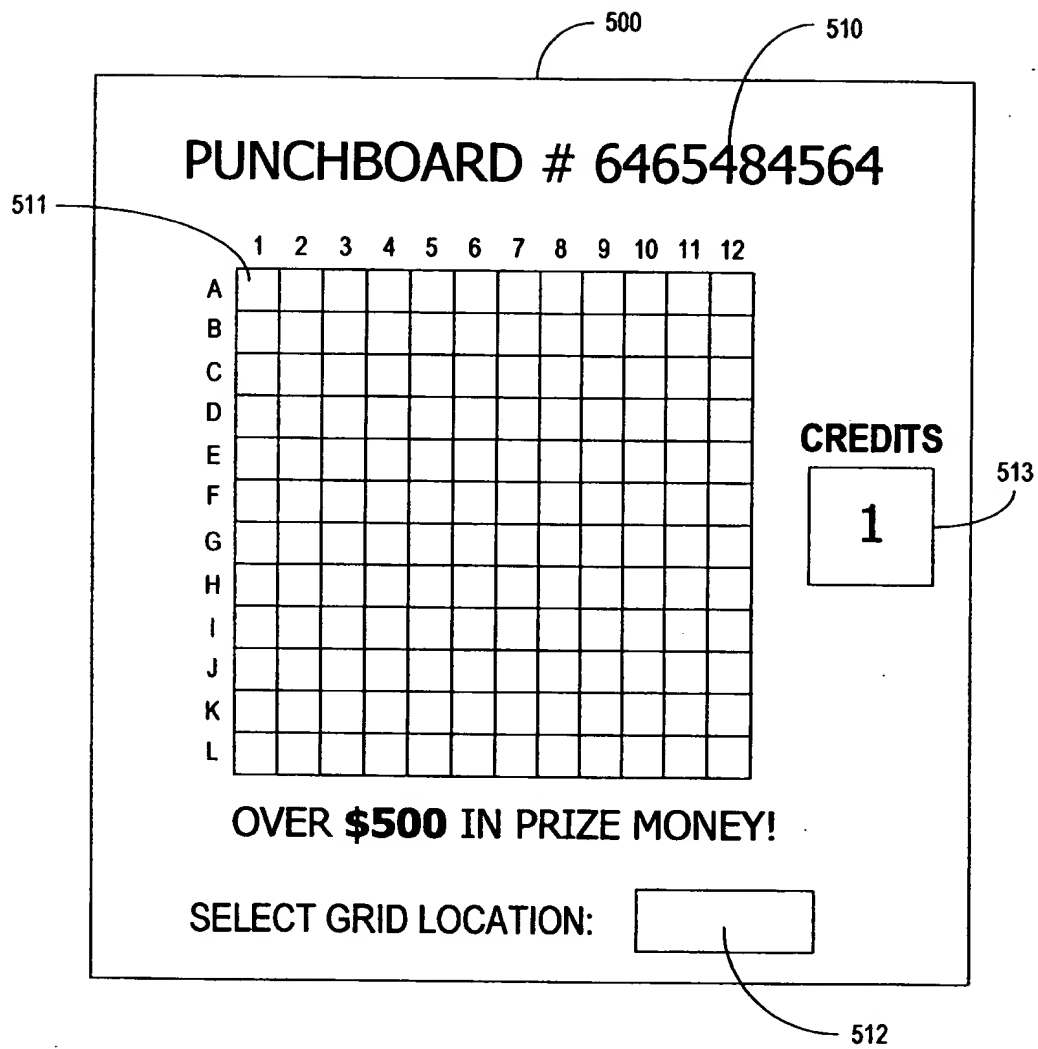 500
510
PUNCHBOARD # 6465484564
511
1 2 3 4 5 6 7 8 9 10 11 12
A
B
C
D
E
F
G
H
I
J
K
L
CREDITS
513
1
OVER $500 IN PRIZE MONEY!
SELECT GRID LOCATION:
512